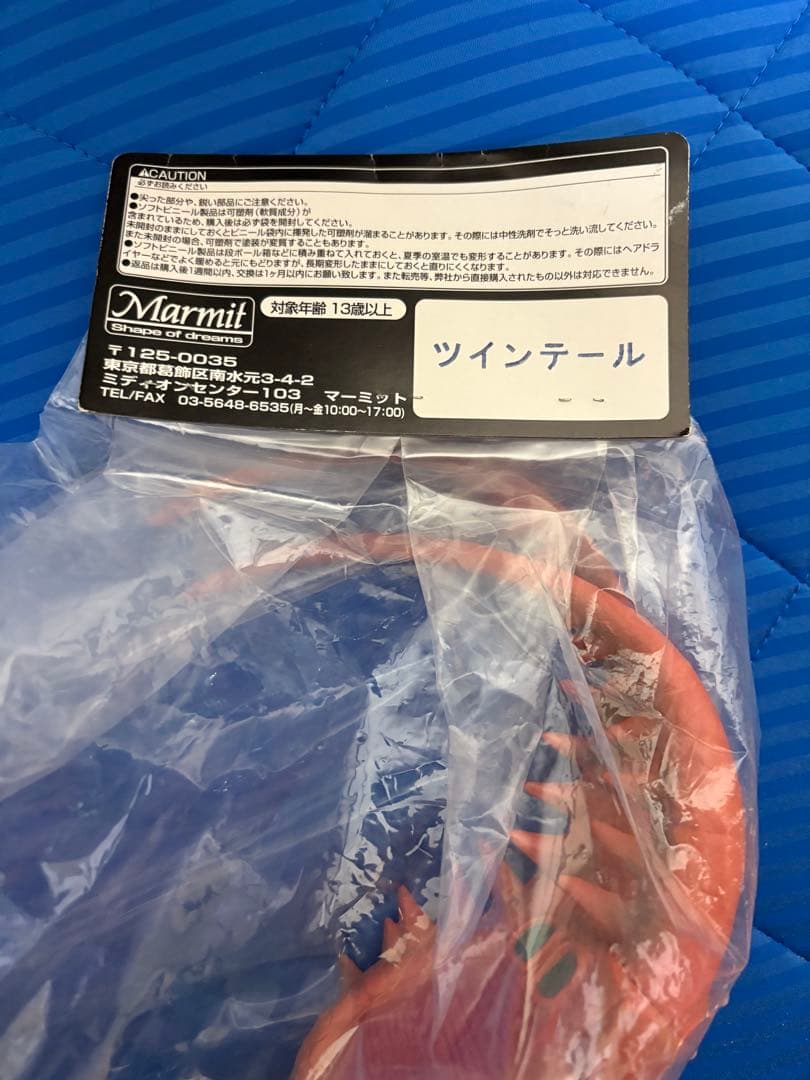 ⚠CAUTION
必ずお読みください
●尖った部分や、鋭い部品にご注意ください。
●ソフトビニール製品は可塑剤(軟質成分)が
含まれているため、購入後は必ず袋を開封してください。
未開封のままにしておくとビニール袋内に揮発した可塑剤が溜まることがあります。その際には中性洗剤でそっと洗い流してください。
また未開封の場合、可塑剤で塗装が変質することもあります。
●ソフトビニール製品は段ボール箱などに積み重ねて入れておくと、夏季の室温でも変形することがあります。その際にはヘアドラ
イヤーなどでよく暖めると元にもどりますが、長期変形したままにしておくと直りにくくなります。
●返品は購入後1週間以内、交換は1ヶ月以内にお願い致します。また転売等、弊社から直接購入されたもの以外は対応できません。
Marmit
Shape of dreams
対象年齢 13歳以上
〒125-0035
東京都葛飾区南水元3-4-2
ミディオンセンター103 マーミット
TEL/FAX 03-5648-6535(月〜金10:00〜17:00)
ツインテール